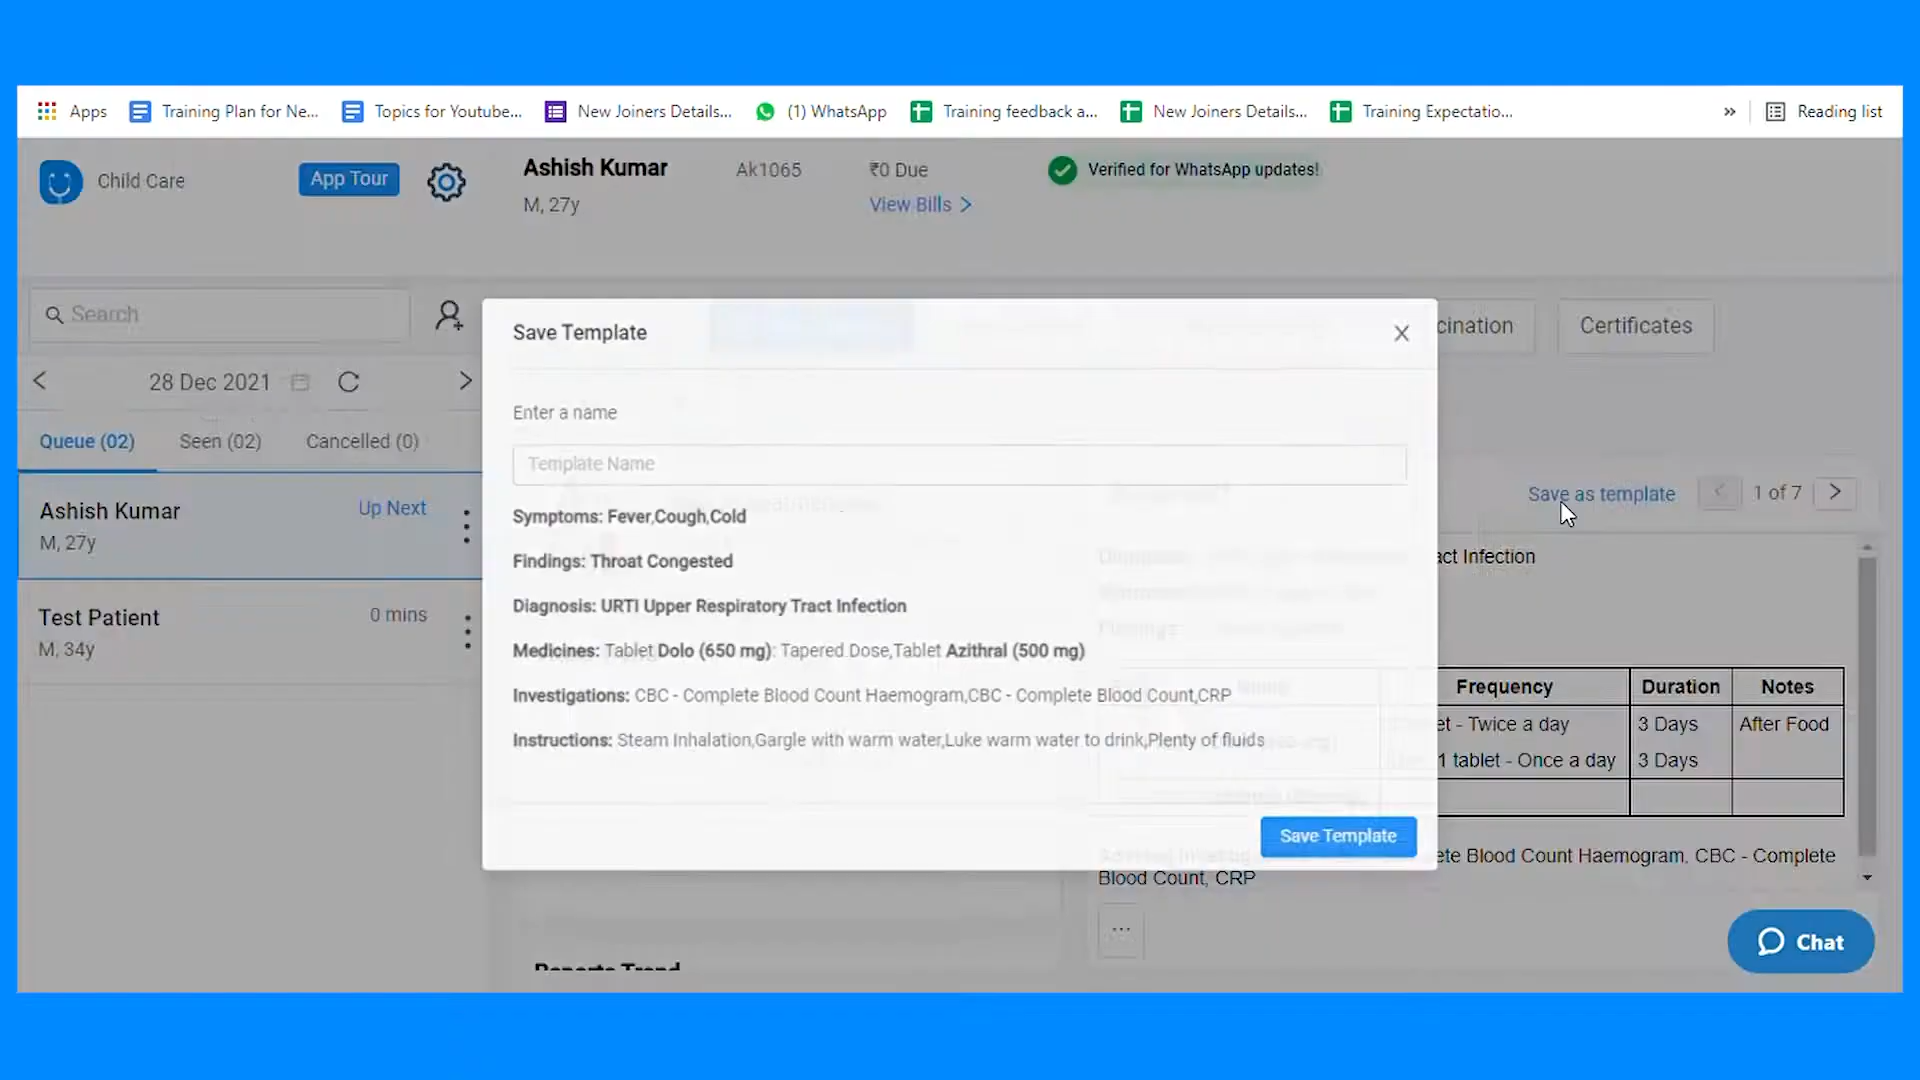 Apps
Training Plan for Ne...
Topics for Youtube...
New Joiners Details...
(1) WhatsApp
Training feedback a...
New Joiners Details...
Training Expectatio...
»
Reading list
Child Care
App Tour
Ashish Kumar
Ak1065
₹0 Due
Verified for WhatsApp updates!
M, 27y
View Bills >
Search
cination
Certificates
Save Template
28 Dec 2021
Enter a name
Queue (02)
Seen (02)
Cancelled (0)
Template Name
Save as template
1 of 7
Ashish Kumar
Up Next
M, 27y
Symptoms: Fever,Cough,Cold
Findings: Throat Congested
Diagnosis: URTI Upper Respiratory Tract Infection
Medicines: Tablet Dolo (650 mg): Tapered Dose,Tablet Azithral (500 mg)
Investigations: CBC - Complete Blood Count Haemogram,CBC - Complete Blood Count,CRP
Instructions: Steam Inhalation,Gargle with warm water,Luke warm water to drink,Plenty of fluids
Save Template
Test Patient
0 mins
M, 34y
act Infection
Frequency Duration Notes
et - Twice a day 3 Days After Food
1 tablet - Once a day 3 Days
ete Blood Count Haemogram, CBC - Complete
Blood Count, CRP
...
Chat
Reports Trend